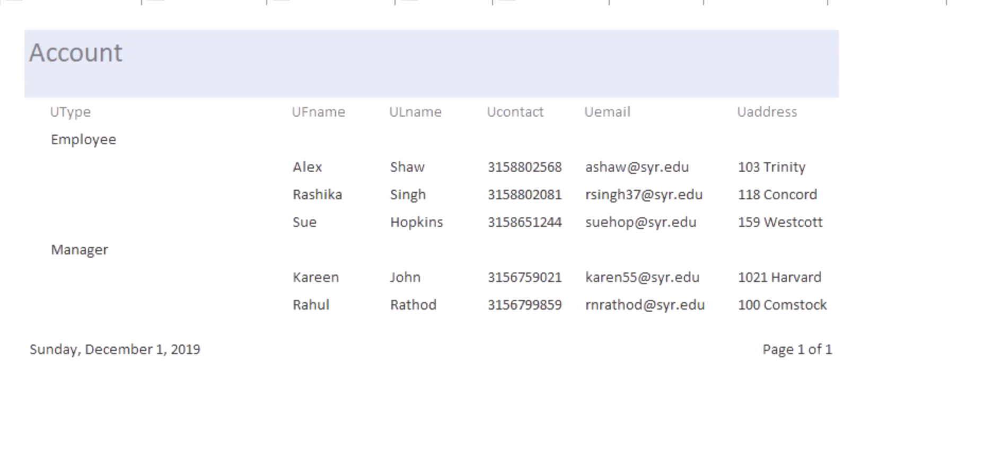 Account
UType UFname ULname Ucontact Uemail Uaddress
Employee
Alex Shaw 3158802568 ashaw@syr.edu 103 Trinity
Rashika Singh 3158802081 rsingh37@syr.edu 118 Concord
Sue Hopkins 3158651244 suehop@syr.edu 159 Westcott
Manager
Kareen John 3156759021 karen55@syr.edu 1021 Harvard
Rahul Rathod 3156799859 rnrathod@syr.edu 100 Comstock
Sunday, December 1, 2019 Page 1 of 1